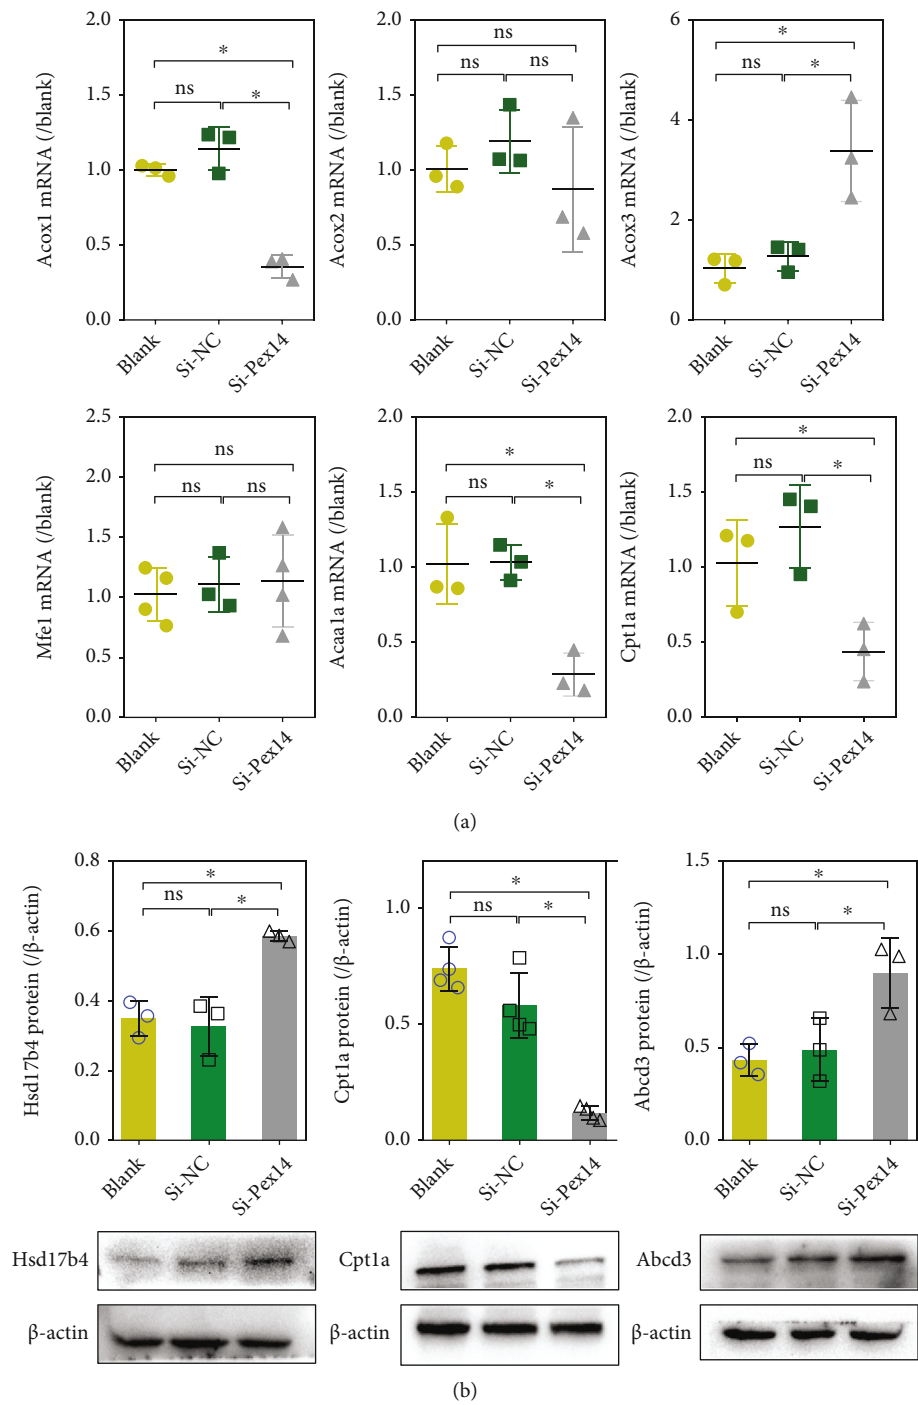 Acox1 mRNA (/blank)
2.0
1.5
1.0
0.5
0.0
*
ns
*
Blank
Si-NC
Si-Pex14
Acox2 mRNA (/blank)
2.0
1.5
1.0
0.5
0.0
ns
ns
ns
Blank
Si-NC
Si-Pex14
Acox3 mRNA (/blank)
6
4
2
0
*
ns
*
Blank
Si-NC
Si-Pex14
Mfe1 mRNA (/blank)
2.5
2.0
1.5
1.0
0.5
0.0
ns
ns
ns
Blank
Si-NC
Si-Pex14
Acaa1a mRNA (/blank)
2.0
1.5
1.0
0.5
0.0
*
ns
*
Blank
Si-NC
Si-Pex14
Cpt1a mRNA (/blank)
2.0
1.5
1.0
0.5
0.0
*
ns
*
Blank
Si-NC
Si-Pex14
(a)
Hsd17b4 protein (/β-actin)
0.8
0.6
0.4
0.2
0.0
*
ns
*
Blank
Si-NC
Si-Pex14
Cpt1a protein (/β-actin)
1.0
0.5
0.0
*
ns
*
Blank
Si-NC
Si-Pex14
Abcd3 protein (/β-actin)
1.5
1.0
0.5
0.0
*
ns
*
Blank
Si-NC
Si-Pex14
Hsd17b4
β-actin
Cpt1a
β-actin
Abcd3
β-actin
(b)